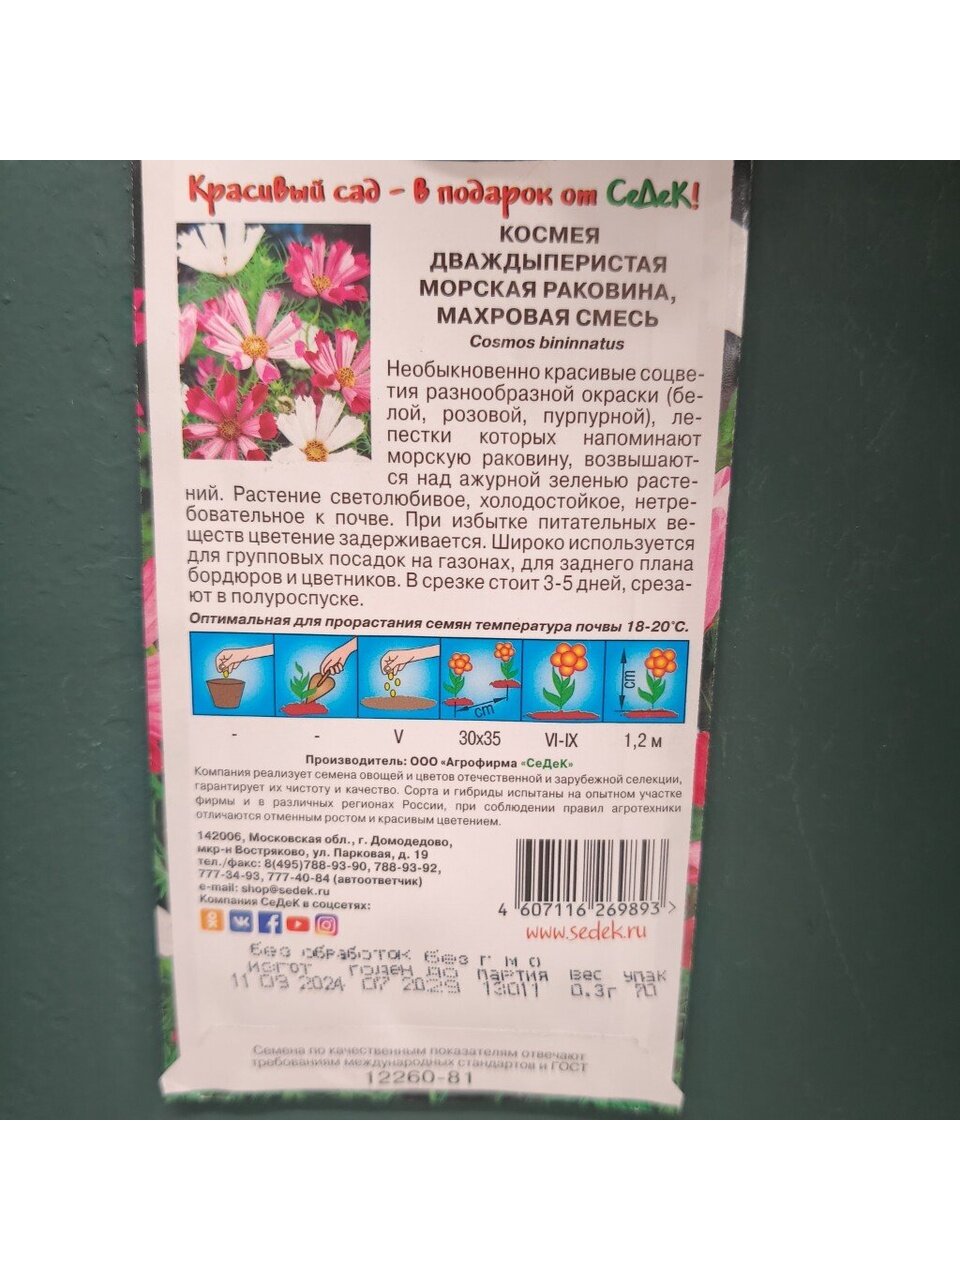 Красивый сад - в подарок от СеДеК!
КОСМЕЯ
ДВАЖДЫПЕРИСТАЯ
МОРСКАЯ РАКОВИНА,
МАХРОВАЯ СМЕСЬ
Cosmos bininnatus
Необыкновенно красивые соцве-
тия разнообразной окраски (бе-
лой, розовой, пурпурной), ле-
пестки которых напоминают
морскую раковину, возвышают-
ся над ажурной зеленью расте-
ний. Растение светолюбивое, холодостойкое, нетре-
бовательное к почве. При избытке питательных ве-
ществ цветение задерживается. Широко используется
для групповых посадок на газонах, для заднего плана
бордюров и цветников. В срезке стоит 3-5 дней, среза-
ют в полуроспуске.
Оптимальная для прорастания семян температура почвы 18-20°С.
cm cm
- - V 30х35 VI-IX 1,2 м
Производитель: ООО «Агрофирма «СеДеК»
Компания реализует семена овощей и цветов отечественной и зарубежной селекции,
гарантирует их чистоту и качество. Сорта и гибриды испытаны на опытном участке
фирмы и в различных регионах России, при соблюдении правил агротехники
отличаются отменным ростом и красивым цветением.
142006, Московская обл., г. Домодедово,
мкр-н Востряково, ул. Парковая, д. 19
тел./факс: 8(495)788-93-90, 788-93-92,
777-34-93, 777-40-84 (автоответчик)
e-mail: shop@sedek.ru
Компания СеДеК в соцсетях:
4 607116 269893 >
www.sedek.ru
без обработок без г м о
изгот годен до партия вес упак
11 09 2024 07 2029 13011 0.3г 70
Семена по качественным показателям отвечают
требованиям международных стандартов и ГОСТ
12260-81